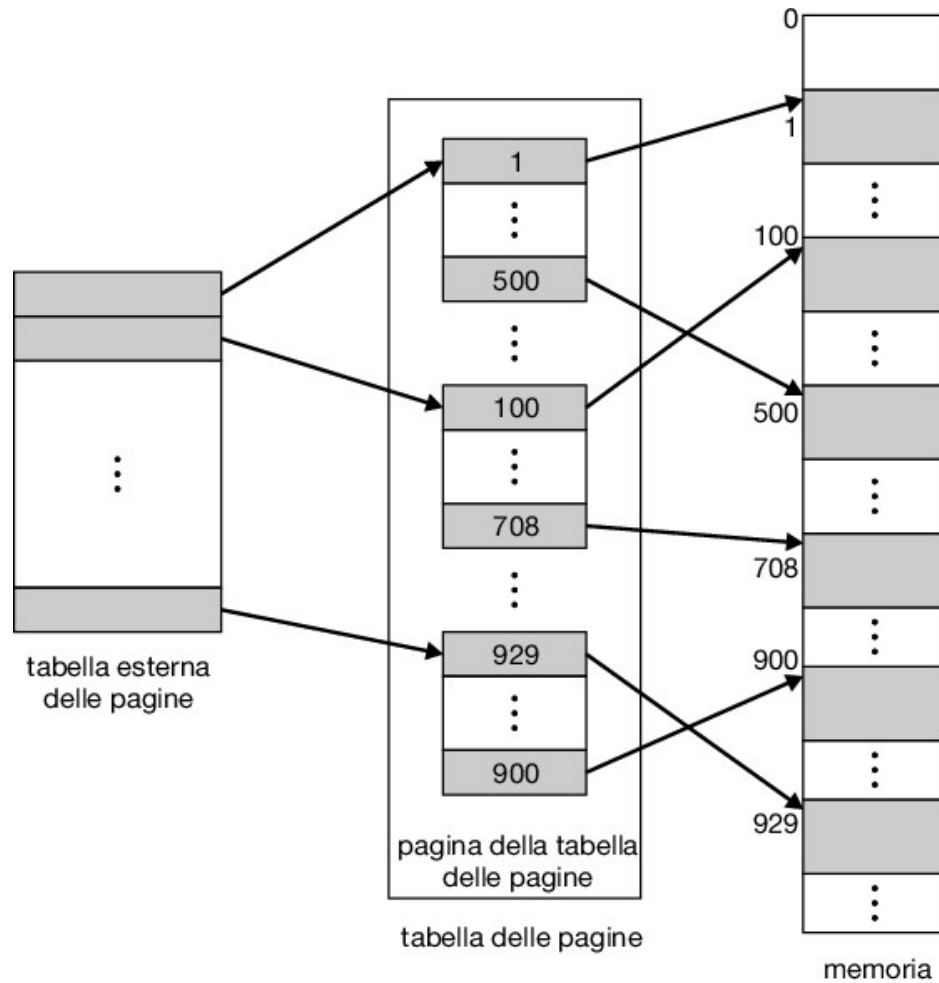 tabella esterna
delle pagine
1
500
100
708
929
900
pagina della tabella
delle pagine
tabella delle pagine
0
1
100
500
708
900
929
memoria